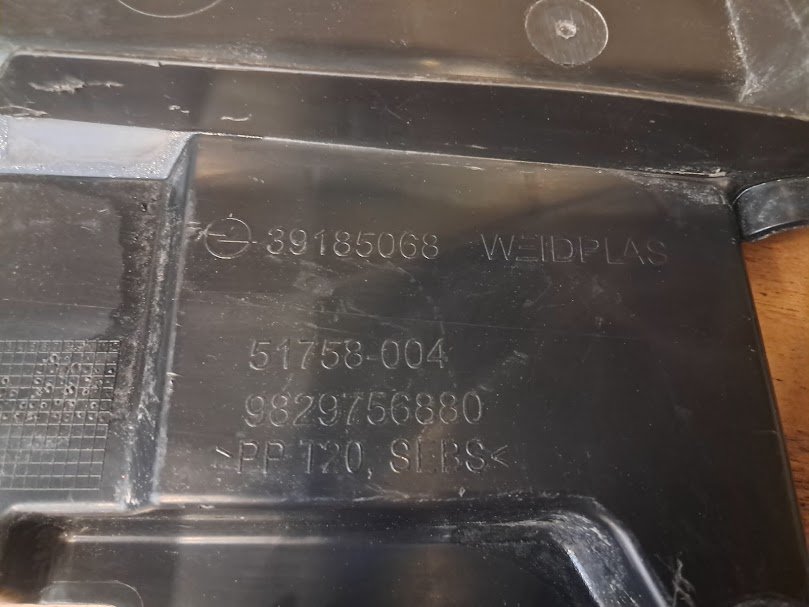 39185068 WEIDPLAS
51758-004
9829756880
>PP T20, SEBS<